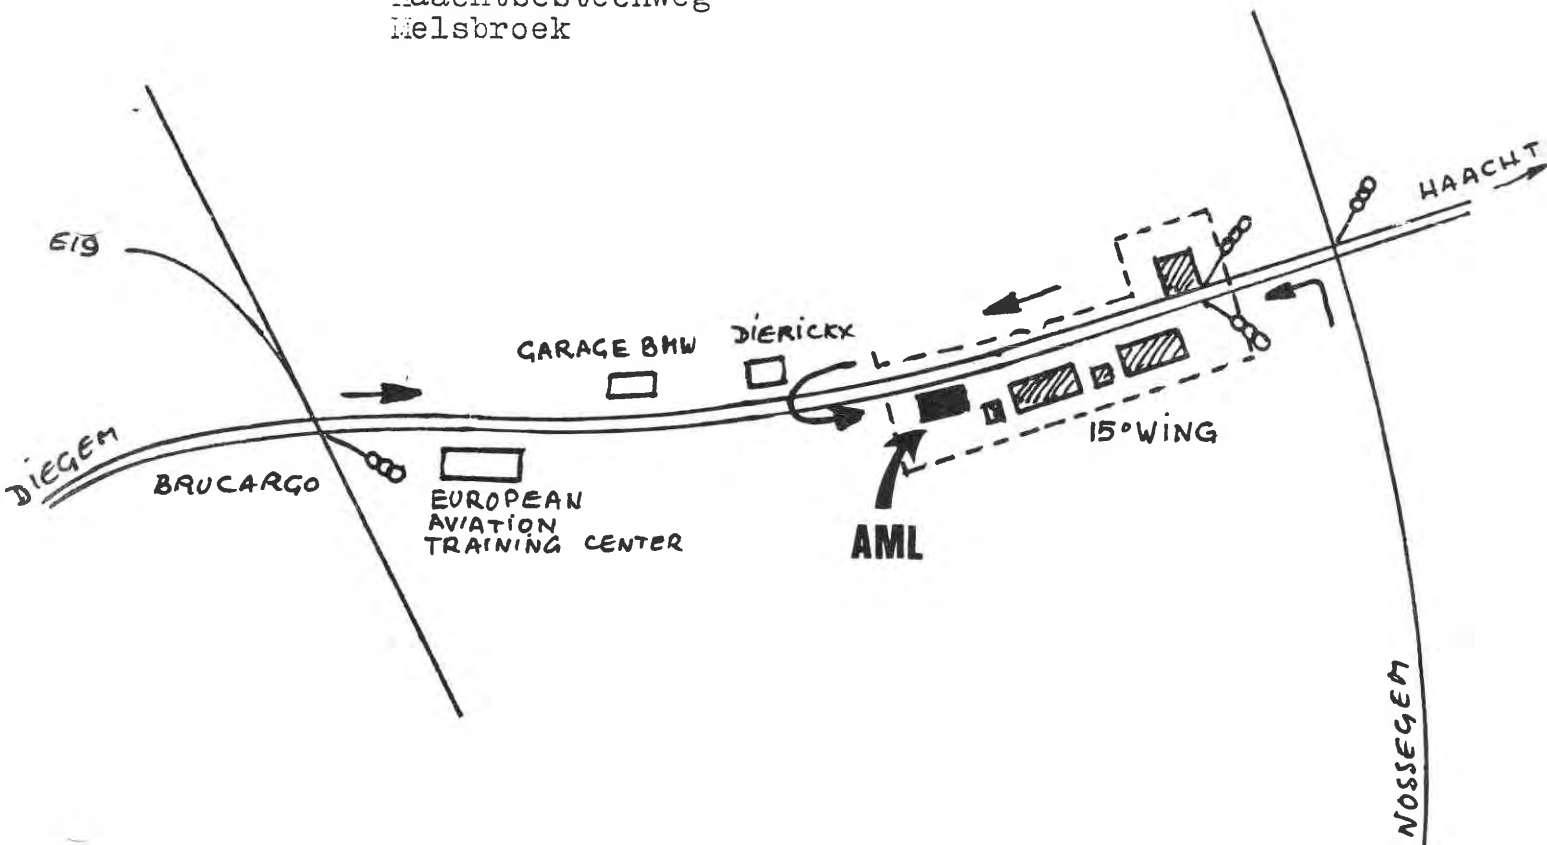 Melsbroek
HAACHT
E19
GARAGE BMW
DIERICKX
15° WING
DIEGEM
BRUCARGO
EUROPEAN
AVIATION
TRAINING CENTER
AML
NOSSEGEM